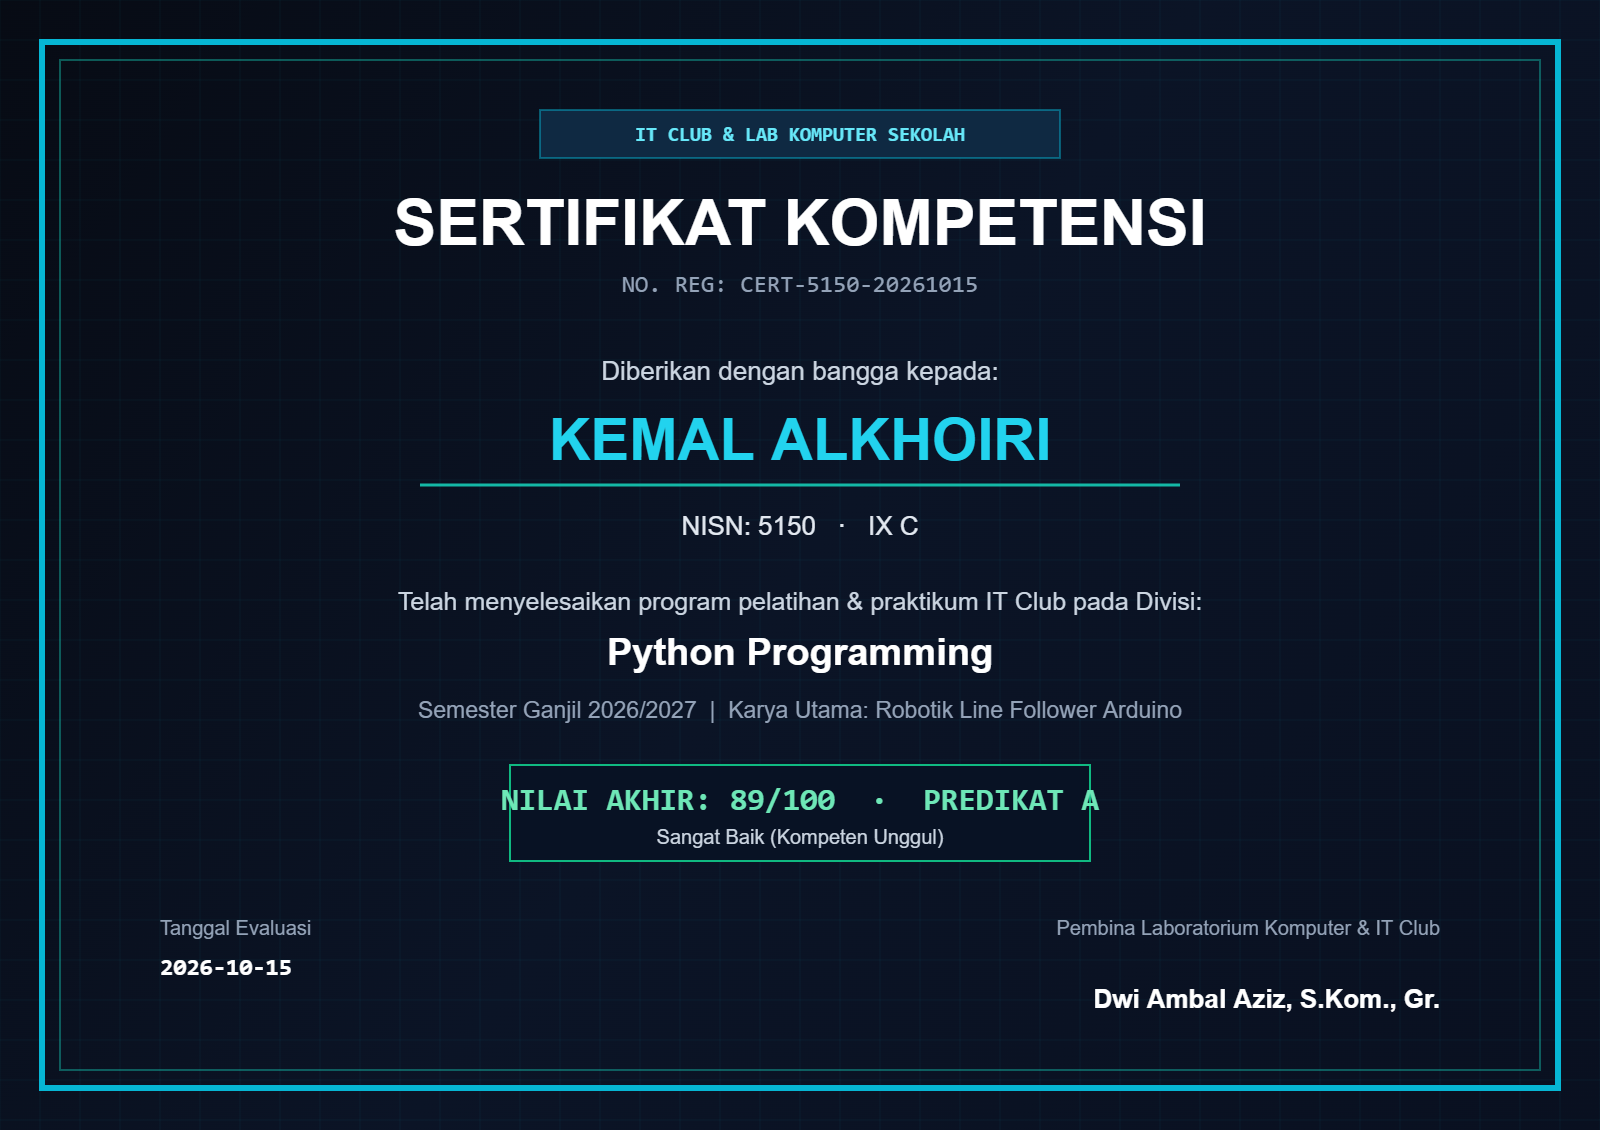 IT CLUB & LAB KOMPUTER SEKOLAH
SERTIFIKAT KOMPETENSI
NO. REG: CERT-5150-20261015
Diberikan dengan bangga kepada:
KEMAL ALKHOIRI
NISN: 5150 · IX C
Telah menyelesaikan program pelatihan & praktikum IT Club pada Divisi:
Python Programming
Semester Ganjil 2026/2027 | Karya Utama: Robotik Line Follower Arduino
NILAI AKHIR: 89/100 · PREDIKAT A
Sangat Baik (Kompeten Unggul)
Tanggal Evaluasi
2026-10-15
Pembina Laboratorium Komputer & IT Club
Dwi Ambal Aziz, S.Kom., Gr.